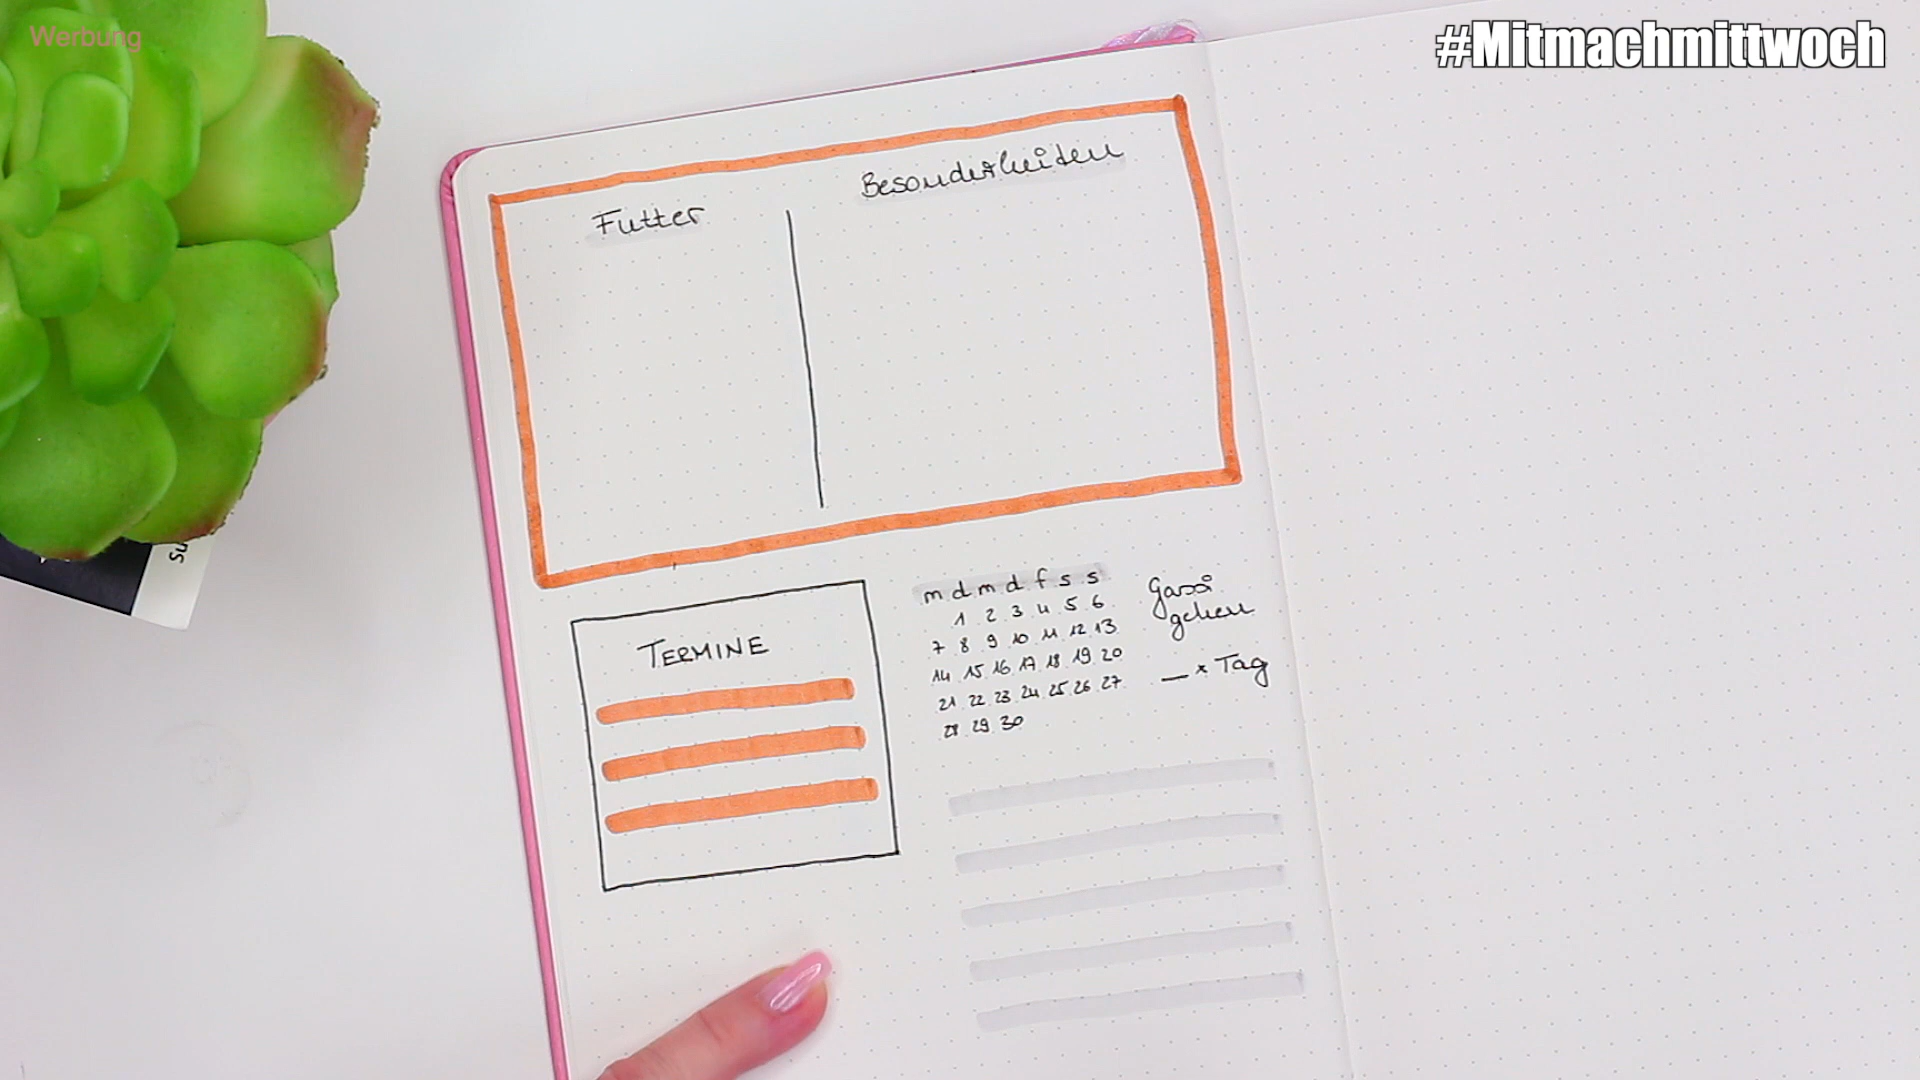 Werbung
#Mitmachmittwoch
Futter
Besonderheiten
TERMINE
m d m d f s s
1 2 3 4 5 6
7 8 9 10 11 12 13
14 15 16 17 18 19 20
21 22 23 24 25 26 27
28 29 30
Gassi
gehen
_ x Tag
Su